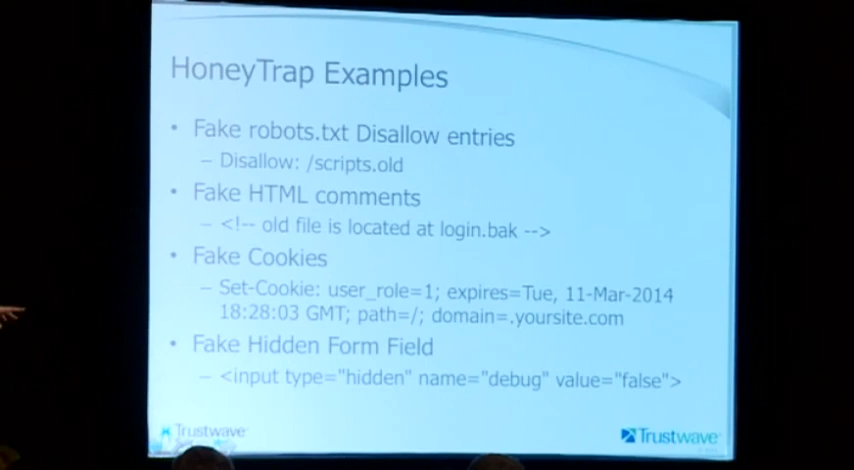 HoneyTrap Examples
• Fake robots.txt Disallow entries
– Disallow: /scripts.old
• Fake HTML comments
– <!-- old file is located at login.bak -->
• Fake Cookies
– Set-Cookie: user_role=1; expires=Tue, 11-Mar-2014
18:28:03 GMT; path=/; domain=.yoursite.com
• Fake Hidden Form Field
– <input type="hidden" name="debug" value="false">
Trustwave
Trustwave